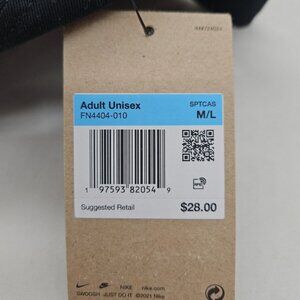 Adult Unisex SPTCAS
FN4404-010 M/L
1 97593 82054 9
Suggested Retail $28.00
NIKE nike.com
SWOOSH JUST DO IT ©2021 Nike